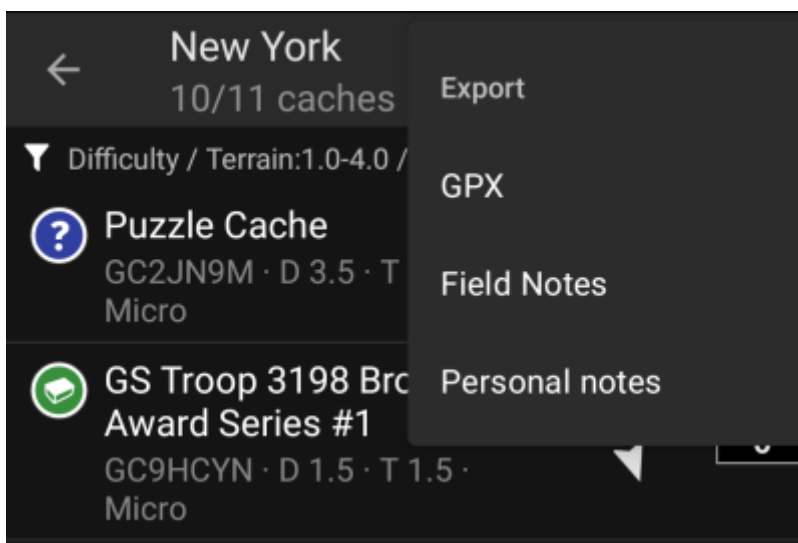 New York
10/11 caches
Export
Difficulty / Terrain:1.0-4.0 /
GPX
?
Puzzle Cache
GC2JN9M · D 3.5 · T
Micro
Field Notes
GS Troop 3198 Bro
Award Series #1
GC9HCYN · D 1.5 · T 1.5 ·
Micro
Personal notes